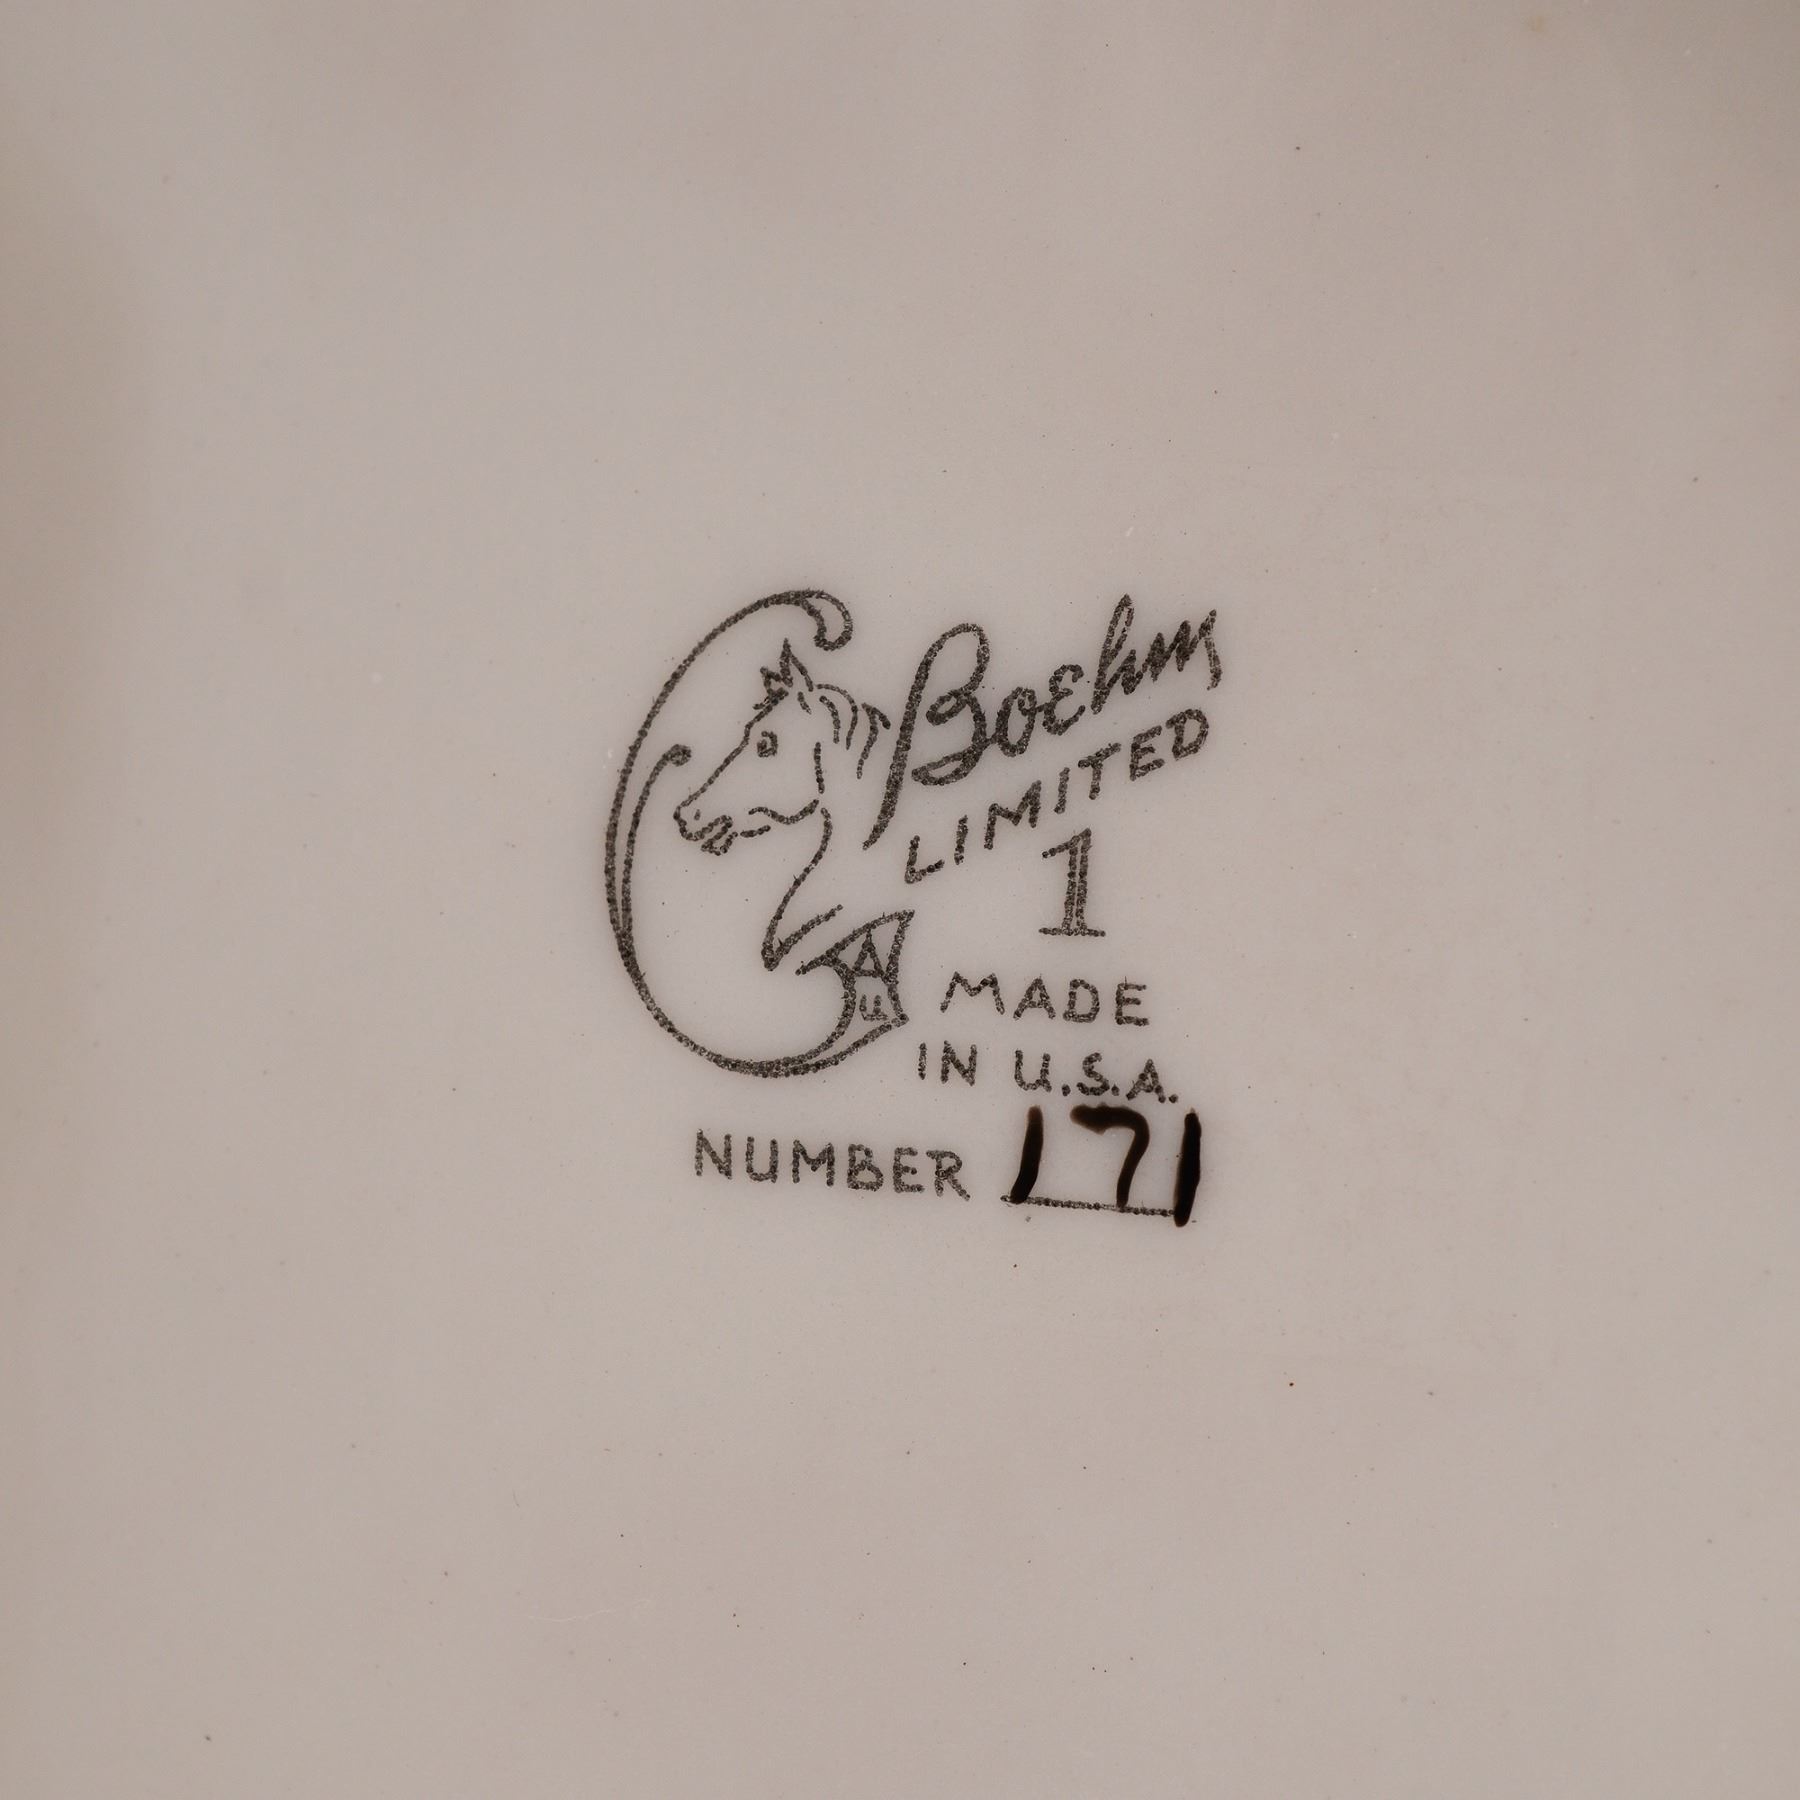 Boehm
LIMITED
1
MADE
IN U.S.A.
NUMBER 171